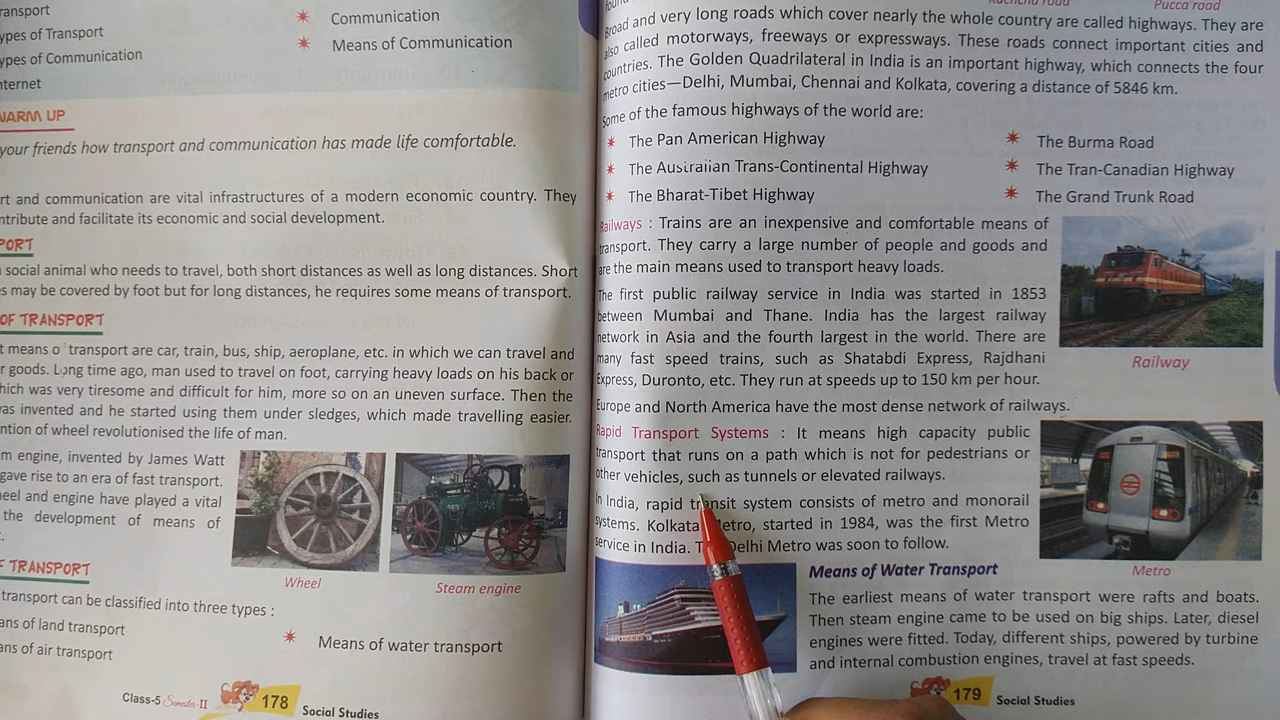 ransport
ypes of Transport
ypes of Communication
nternet
Communication
Means of Communication
WARM UP
your friends how transport and communication has made life comfortable.
rt and communication are vital infrastructures of a modern economic country. They
ntribute and facilitate its economic and social development.
PORT
social animal who needs to travel, both short distances as well as long distances. Short
s may be covered by foot but for long distances, he requires some means of transport.
OF TRANSPORT
t means o transport are car, train, bus, ship, aeroplane, etc. in which we can travel and
r goods. Long time ago, man used to travel on foot, carrying heavy loads on his back or
hich was very tiresome and difficult for him, more so on an uneven surface. Then the
as invented and he started using them under sledges, which made travelling easier.
ntion of wheel revolutionised the life of man.
m engine, invented by James Watt
gave rise to an era of fast transport.
eel and engine have played a vital
the development of means of
Wheel
Steam engine
F TRANSPORT
transport can be classified into three types :
ans of land transport
ans of air transport
Means of water transport
Class-5 Semester-II
178
Social Studies
found
Kachcha road
Pucca road
Broad and very long roads which cover nearly the whole country are called highways. They are
also called motorways, freeways or expressways. These roads connect important cities and
countries. The Golden Quadrilateral in India is an important highway, which connects the four
metro cities—Delhi, Mumbai, Chennai and Kolkata, covering a distance of 5846 km.
Some of the famous highways of the world are:
The Pan American Highway
The Burma Road
The Australian Trans-Continental Highway
The Tran-Canadian Highway
The Bharat-Tibet Highway
The Grand Trunk Road
Railways : Trains are an inexpensive and comfortable means of
transport. They carry a large number of people and goods and
are the main means used to transport heavy loads.
The first public railway service in India was started in 1853
between Mumbai and Thane. India has the largest railway
network in Asia and the fourth largest in the world. There are
many fast speed trains, such as Shatabdi Express, Rajdhani
Express, Duronto, etc. They run at speeds up to 150 km per hour.
Railway
Europe and North America have the most dense network of railways.
Rapid Transport Systems : It means high capacity public
transport that runs on a path which is not for pedestrians or
other vehicles, such as tunnels or elevated railways.
In India, rapid transit system consists of metro and monorail
systems. Kolkata Metro, started in 1984, was the first Metro
service in India. Delhi Metro was soon to follow.
Metro
Means of Water Transport
The earliest means of water transport were rafts and boats.
Then steam engine came to be used on big ships. Later, diesel
engines were fitted. Today, different ships, powered by turbine
and internal combustion engines, travel at fast speeds.
179
Social Studies